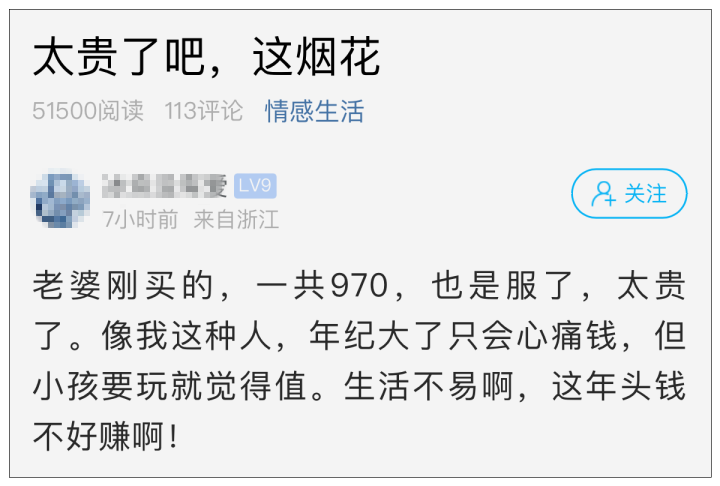 太贵了吧，这烟花
51500阅读 113评论 情感生活
LV9
7小时前 来自浙江
关注
老婆刚买的，一共970，也是服了，太贵
了。像我这种人，年纪大了只会心痛钱，但
小孩要玩就觉得值。生活不易啊，这年头钱
不好赚啊！